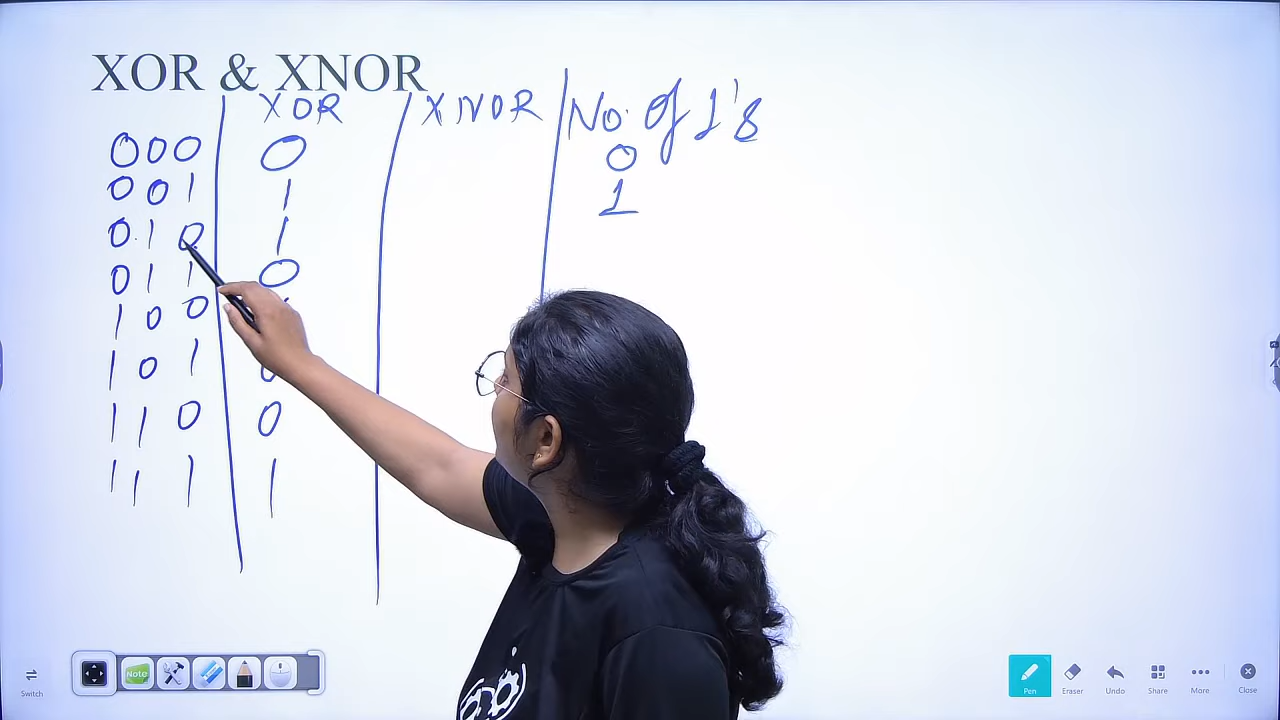 XOR & XNOR
XOR XNOR No. of 1's
000 0 0
001 1 1
010 1
011 0
100
101 0
110 0
111 1
Note
Switch
Pen Eraser Undo Share More Close